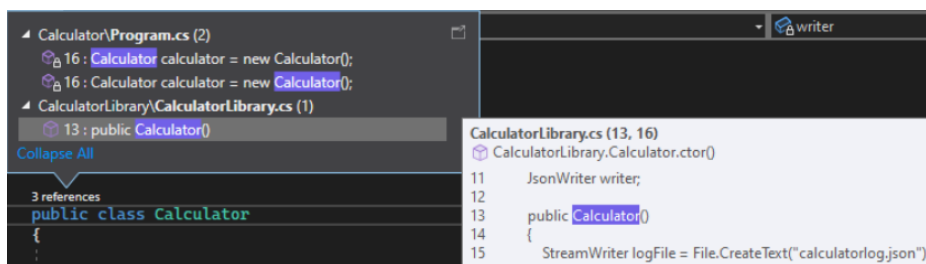 Calculator\Program.cs (2)
16 : Calculator calculator = new Calculator();
16 : Calculator calculator = new Calculator();
CalculatorLibrary\CalculatorLibrary.cs (1)
13 : public Calculator()
Collapse All
3 references
public class Calculator
{
writer
CalculatorLibrary.cs (13, 16)
CalculatorLibrary.Calculator.ctor()
11 JsonWriter writer;
12
13 public Calculator()
14 {
15 StreamWriter logFile = File.CreateText("calculatorlog.json")